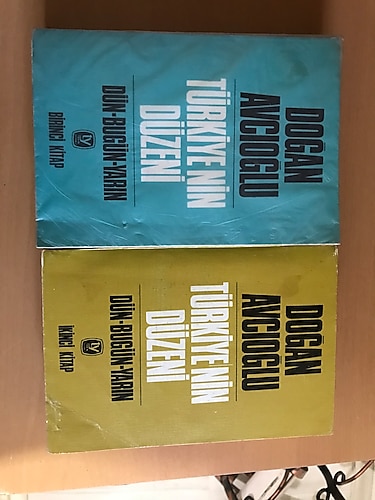 DOĞAN
AVCIOĞLU
TÜRKİYE'NİN
DÜZENİ
DÜN-BUGÜN-YARIN
BİRİNCİ KİTAP
DOĞAN
AVCIOĞLU
TÜRKİYE'NİN
DÜZENİ
DÜN-BUGÜN-YARIN
İKİNCİ KİTAP